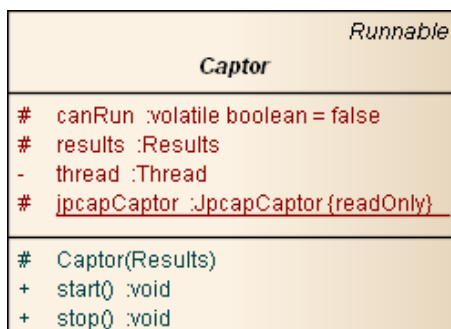 Runnable
Captor
# canRun :volatile boolean = false
# results :Results
- thread :Thread
# jpcapCaptor :JpcapCaptor {readOnly}
# Captor(Results)
+ start() :void
+ stop() :void